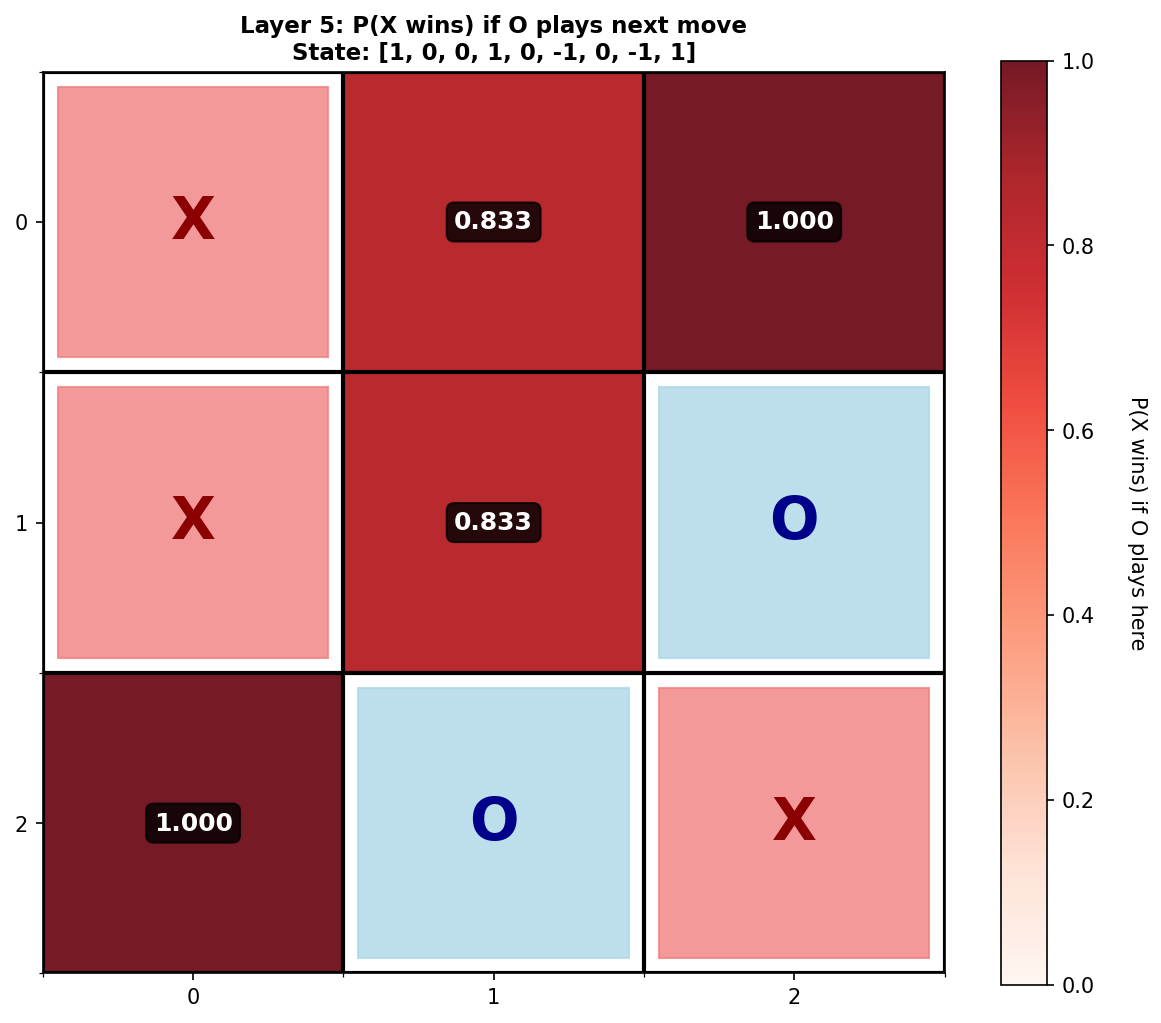 Layer 5: P(X wins) if O plays next move
State: [1, 0, 0, 1, 0, -1, 0, -1, 1]
0
X
0.833
1.000
1
X
0.833
O
2
1.000
O
X
0
1
2
1.0
0.8
0.6
0.4
0.2
0.0
P(X wins) if O plays here